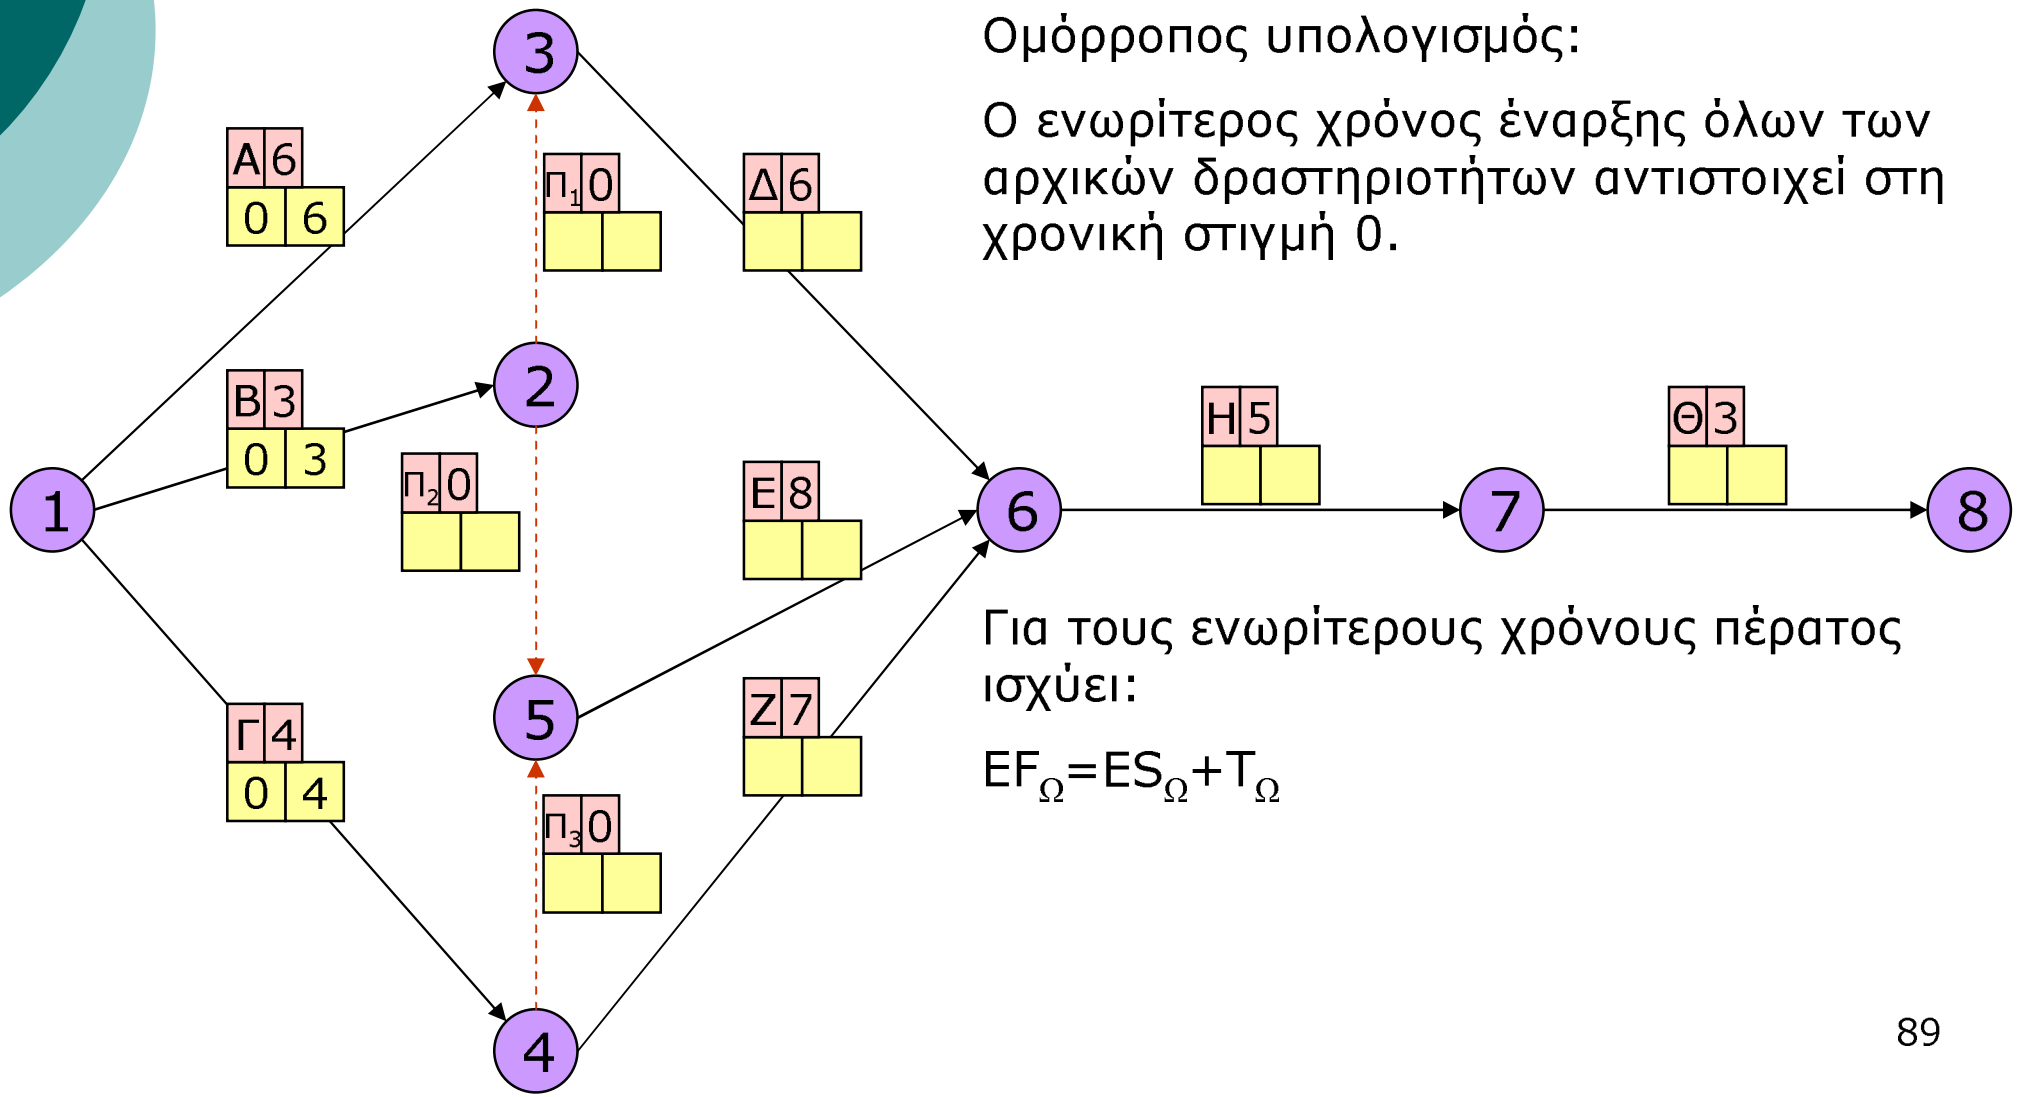 3
Ομόρροπος υπολογισμός:
Ο ενωρίτερος χρόνος έναρξης όλων των
αρχικών δραστηριοτήτων αντιστοιχεί στη
χρονική στιγμή 0.
Α 6
0 6
Π1 0
Δ 6
2
Β 3
0 3
Π2 0
Ε 8
Η 5
Θ 3
1
6
7
8
Για τους ενωρίτερους χρόνους πέρατος
ισχύει:
EFΩ=ESΩ+TΩ
5
Γ 4
0 4
Ζ 7
Π3 0
4
89